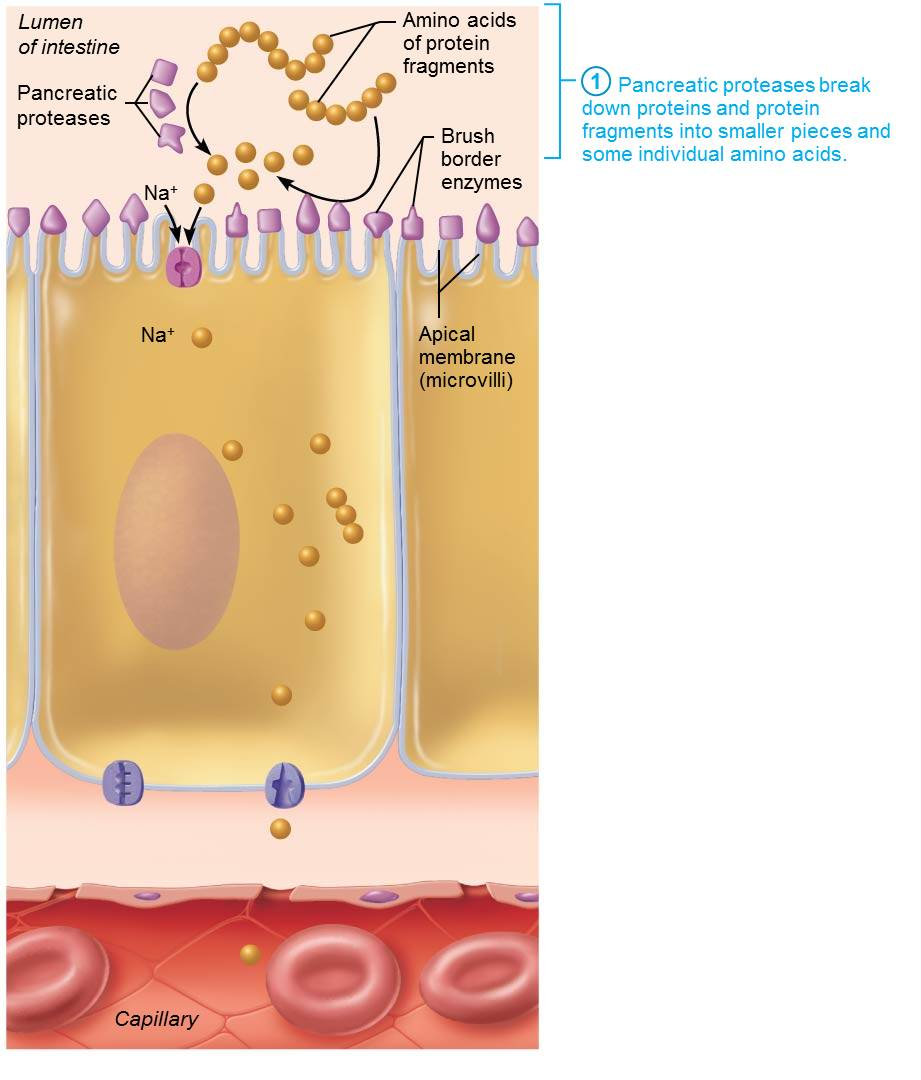 Lumen
of intestine
Amino acids
of protein
fragments
Pancreatic
proteases
① Pancreatic proteases break
down proteins and protein
fragments into smaller pieces and
some individual amino acids.
Brush
border
enzymes
Na⁺
Na⁺
Apical
membrane
(microvilli)
Capillary